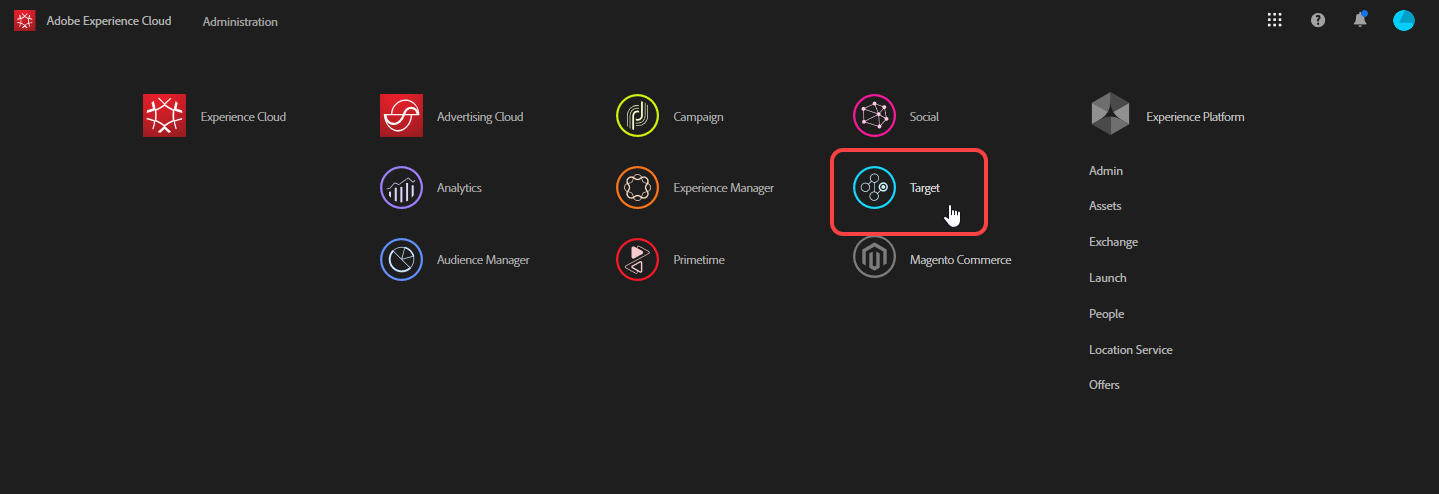 Adobe Experience Cloud
Administration
Experience Cloud
Advertising Cloud
Campaign
Social
Experience Platform
Analytics
Experience Manager
Target
Audience Manager
Primetime
Magento Commerce
Admin
Assets
Exchange
Launch
People
Location Service
Offers